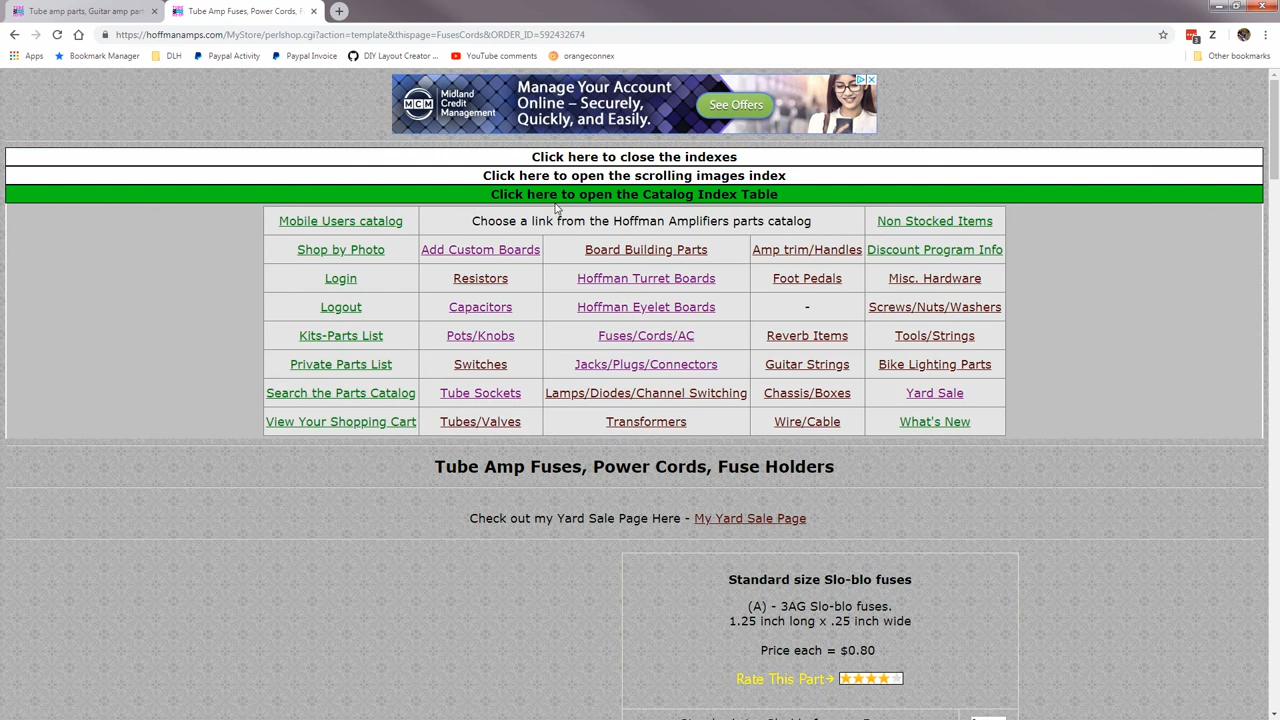 Tube amp parts, Guitar amp par
Tube Amp Fuses, Power Cords, F
https://hoffmanamps.com/MyStore/perlshop.cgi?action=template&thispage=FusesCords&ORDER_ID=592432674
3
Z
Apps
Bookmark Manager
DLH
Paypal Activity
Paypal Invoice
DIY Layout Creator ...
YouTube comments
orangeconnex
Other bookmarks
MCM Midland Credit Management
Manage Your Account
Online – Securely,
Quickly, and Easily.
See Offers
Click here to close the indexes
Click here to open the scrolling images index
Click here to open the Catalog Index Table
Mobile Users catalog Choose a link from the Hoffman Amplifiers parts catalog Non Stocked Items
Shop by Photo Add Custom Boards Board Building Parts Amp trim/Handles Discount Program Info
Login Resistors Hoffman Turret Boards Foot Pedals Misc. Hardware
Logout Capacitors Hoffman Eyelet Boards - Screws/Nuts/Washers
Kits-Parts List Pots/Knobs Fuses/Cords/AC Reverb Items Tools/Strings
Private Parts List Switches Jacks/Plugs/Connectors Guitar Strings Bike Lighting Parts
Search the Parts Catalog Tube Sockets Lamps/Diodes/Channel Switching Chassis/Boxes Yard Sale
View Your Shopping Cart Tubes/Valves Transformers Wire/Cable What's New
Tube Amp Fuses, Power Cords, Fuse Holders
Check out my Yard Sale Page Here - My Yard Sale Page
Standard size Slo-blo fuses
(A) - 3AG Slo-blo fuses.
1.25 inch long x .25 inch wide
Price each = $0.80
Rate This Part→